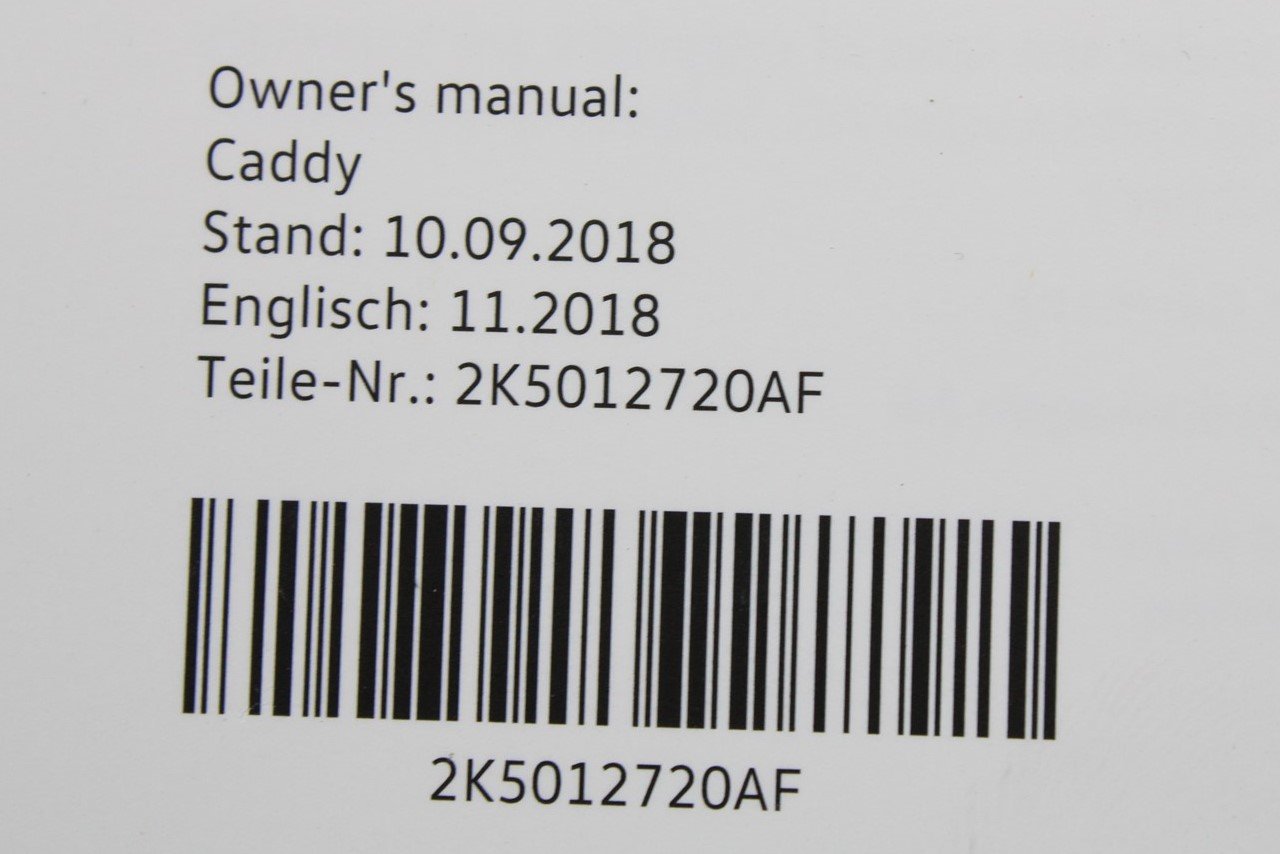 Owner's manual:
Caddy
Stand: 10.09.2018
Englisch: 11.2018
Teile-Nr.: 2K5012720AF
2K5012720AF